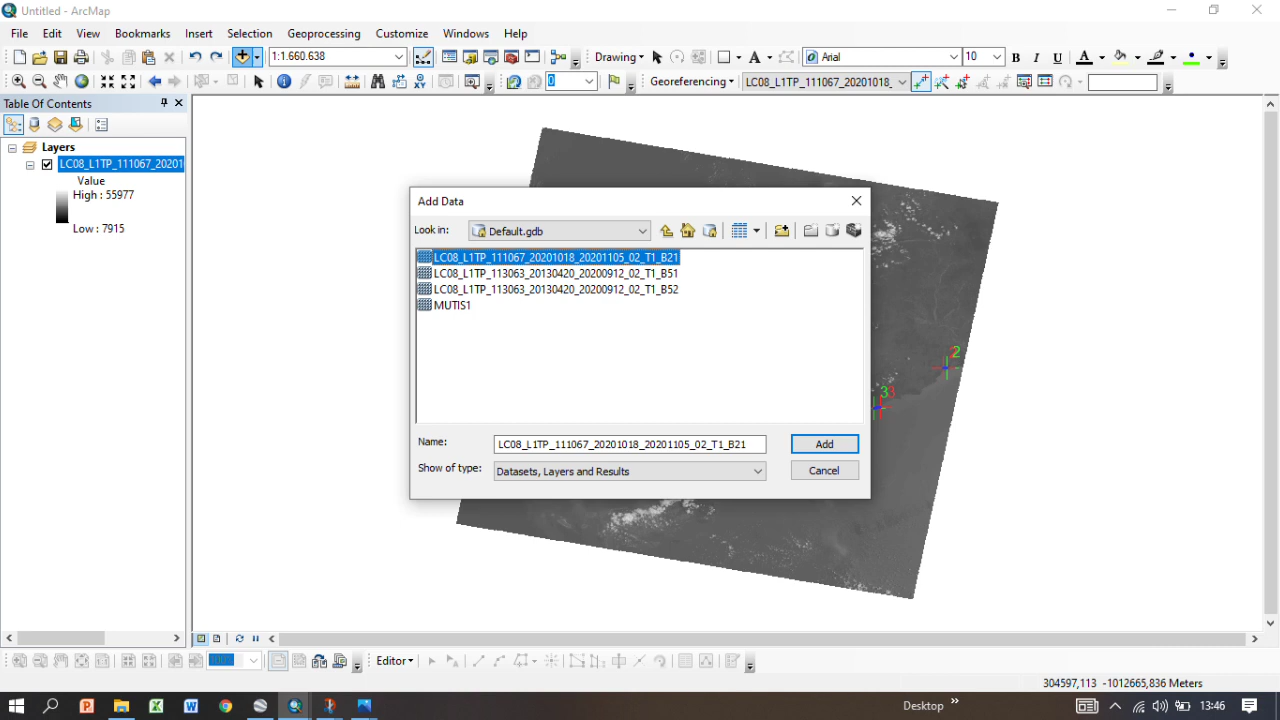 Untitled - ArcMap
File Edit View Bookmarks Insert Selection Geoprocessing Customize Windows Help
1:1.660.638 Drawing Arial 10 B I U A
0 Georeferencing LC08_L1TP_111067_20201018_
Table Of Contents
Layers
LC08_L1TP_111067_20201
Value
High : 55977
Low : 7915
Add Data
Look in: Default.gdb
LC08_L1TP_111067_20201018_20201105_02_T1_B21
LC08_L1TP_113063_20130420_20200912_02_T1_B51
LC08_L1TP_113063_20130420_20200912_02_T1_B52
MUTIS1
Name: LC08_L1TP_111067_20201018_20201105_02_T1_B21 Add
Show of type: Datasets, Layers and Results Cancel
2
33
Editor
304597,113 -1012665,836 Meters
Desktop 13:46